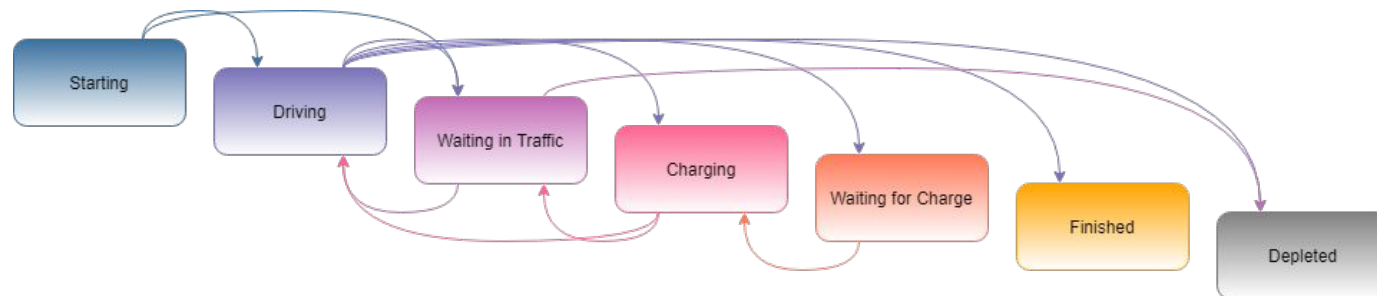 Starting
Driving
Waiting in Traffic
Charging
Waiting for Charge
Finished
Depleted